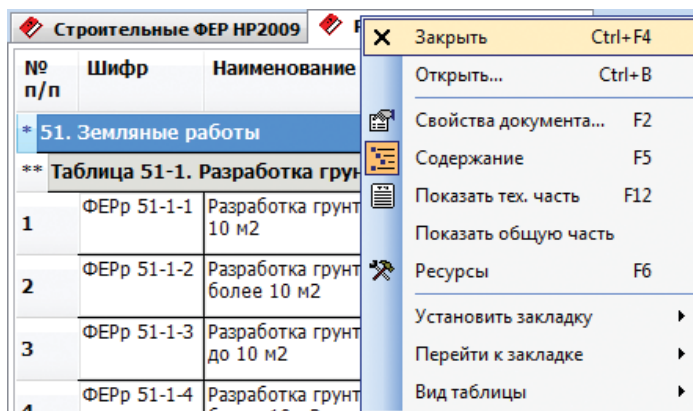 Строительные ФЕР НР2009
Закрыть Ctrl+F4
Открыть... Ctrl+B
Свойства документа... F2
Содержание F5
Показать тех. часть F12
Показать общую часть
Ресурсы F6
Установить закладку
Перейти к закладке
Вид таблицы
№ п/п Шифр Наименование
* 51. Земляные работы
** Таблица 51-1. Разработка
1 ФЕРр 51-1-1 Разработка грунт
10 м2
2 ФЕРр 51-1-2 Разработка грунт
более 10 м2
3 ФЕРр 51-1-3 Разработка грунт
до 10 м2
ФЕРр 51-1-4 Разработка грунт